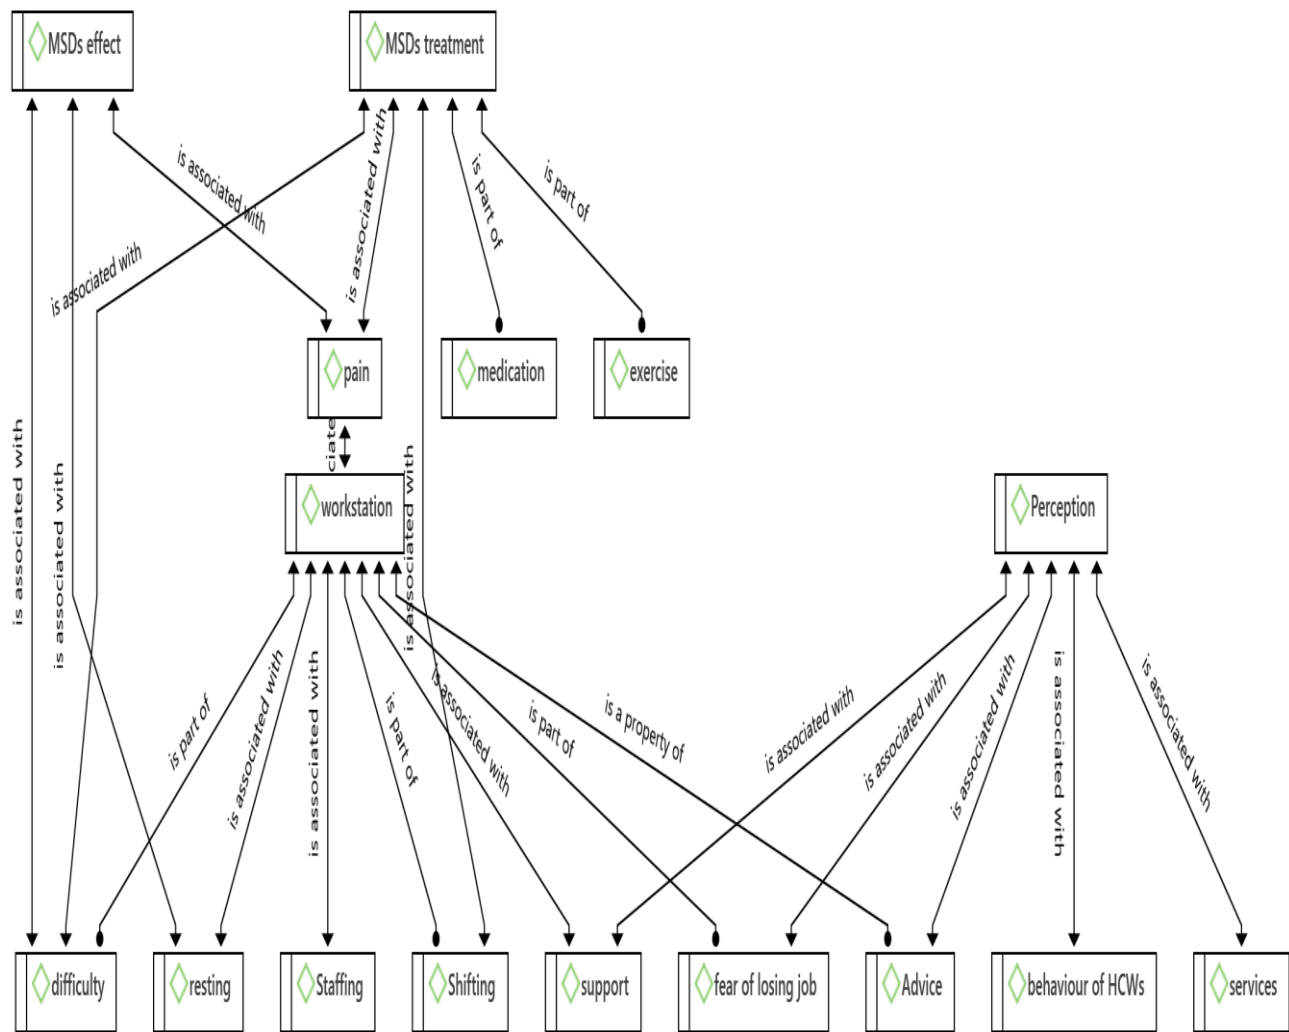 MSDs effect
MSDs treatment
is associated with
is associated with
is part of
is part of
is associated with
pain
medication
exercise
ciate
workstation
Perception
is associated with
is associated with
is associated with
is part of
is associated with
is associated with
is part of
is associated with
is part of
is a property of
is associated with
is associated with
is associated with
is associated with
is associated with
difficulty
resting
Staffing
Shifting
support
fear of losing job
Advice
behaviour of HCWs
services